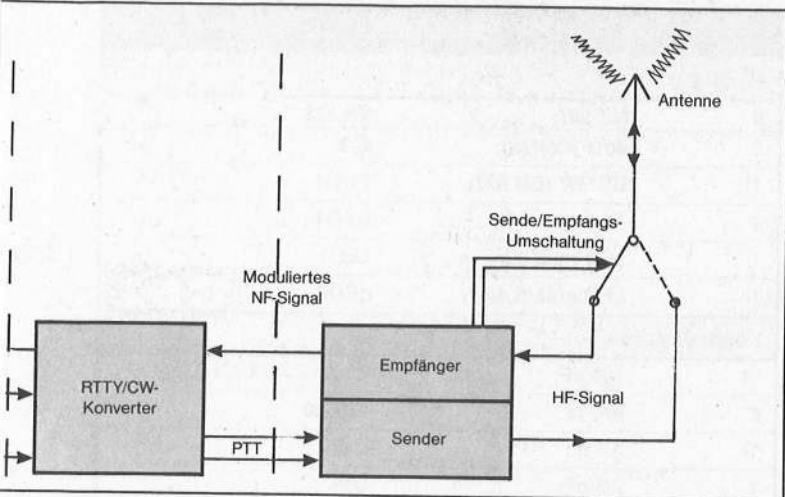 Antenne
Sende/Empfangs-
Umschaltung
Moduliertes
NF-Signal
RTTY/CW-
Konverter
PTT
Empfänger
Sender
HF-Signal